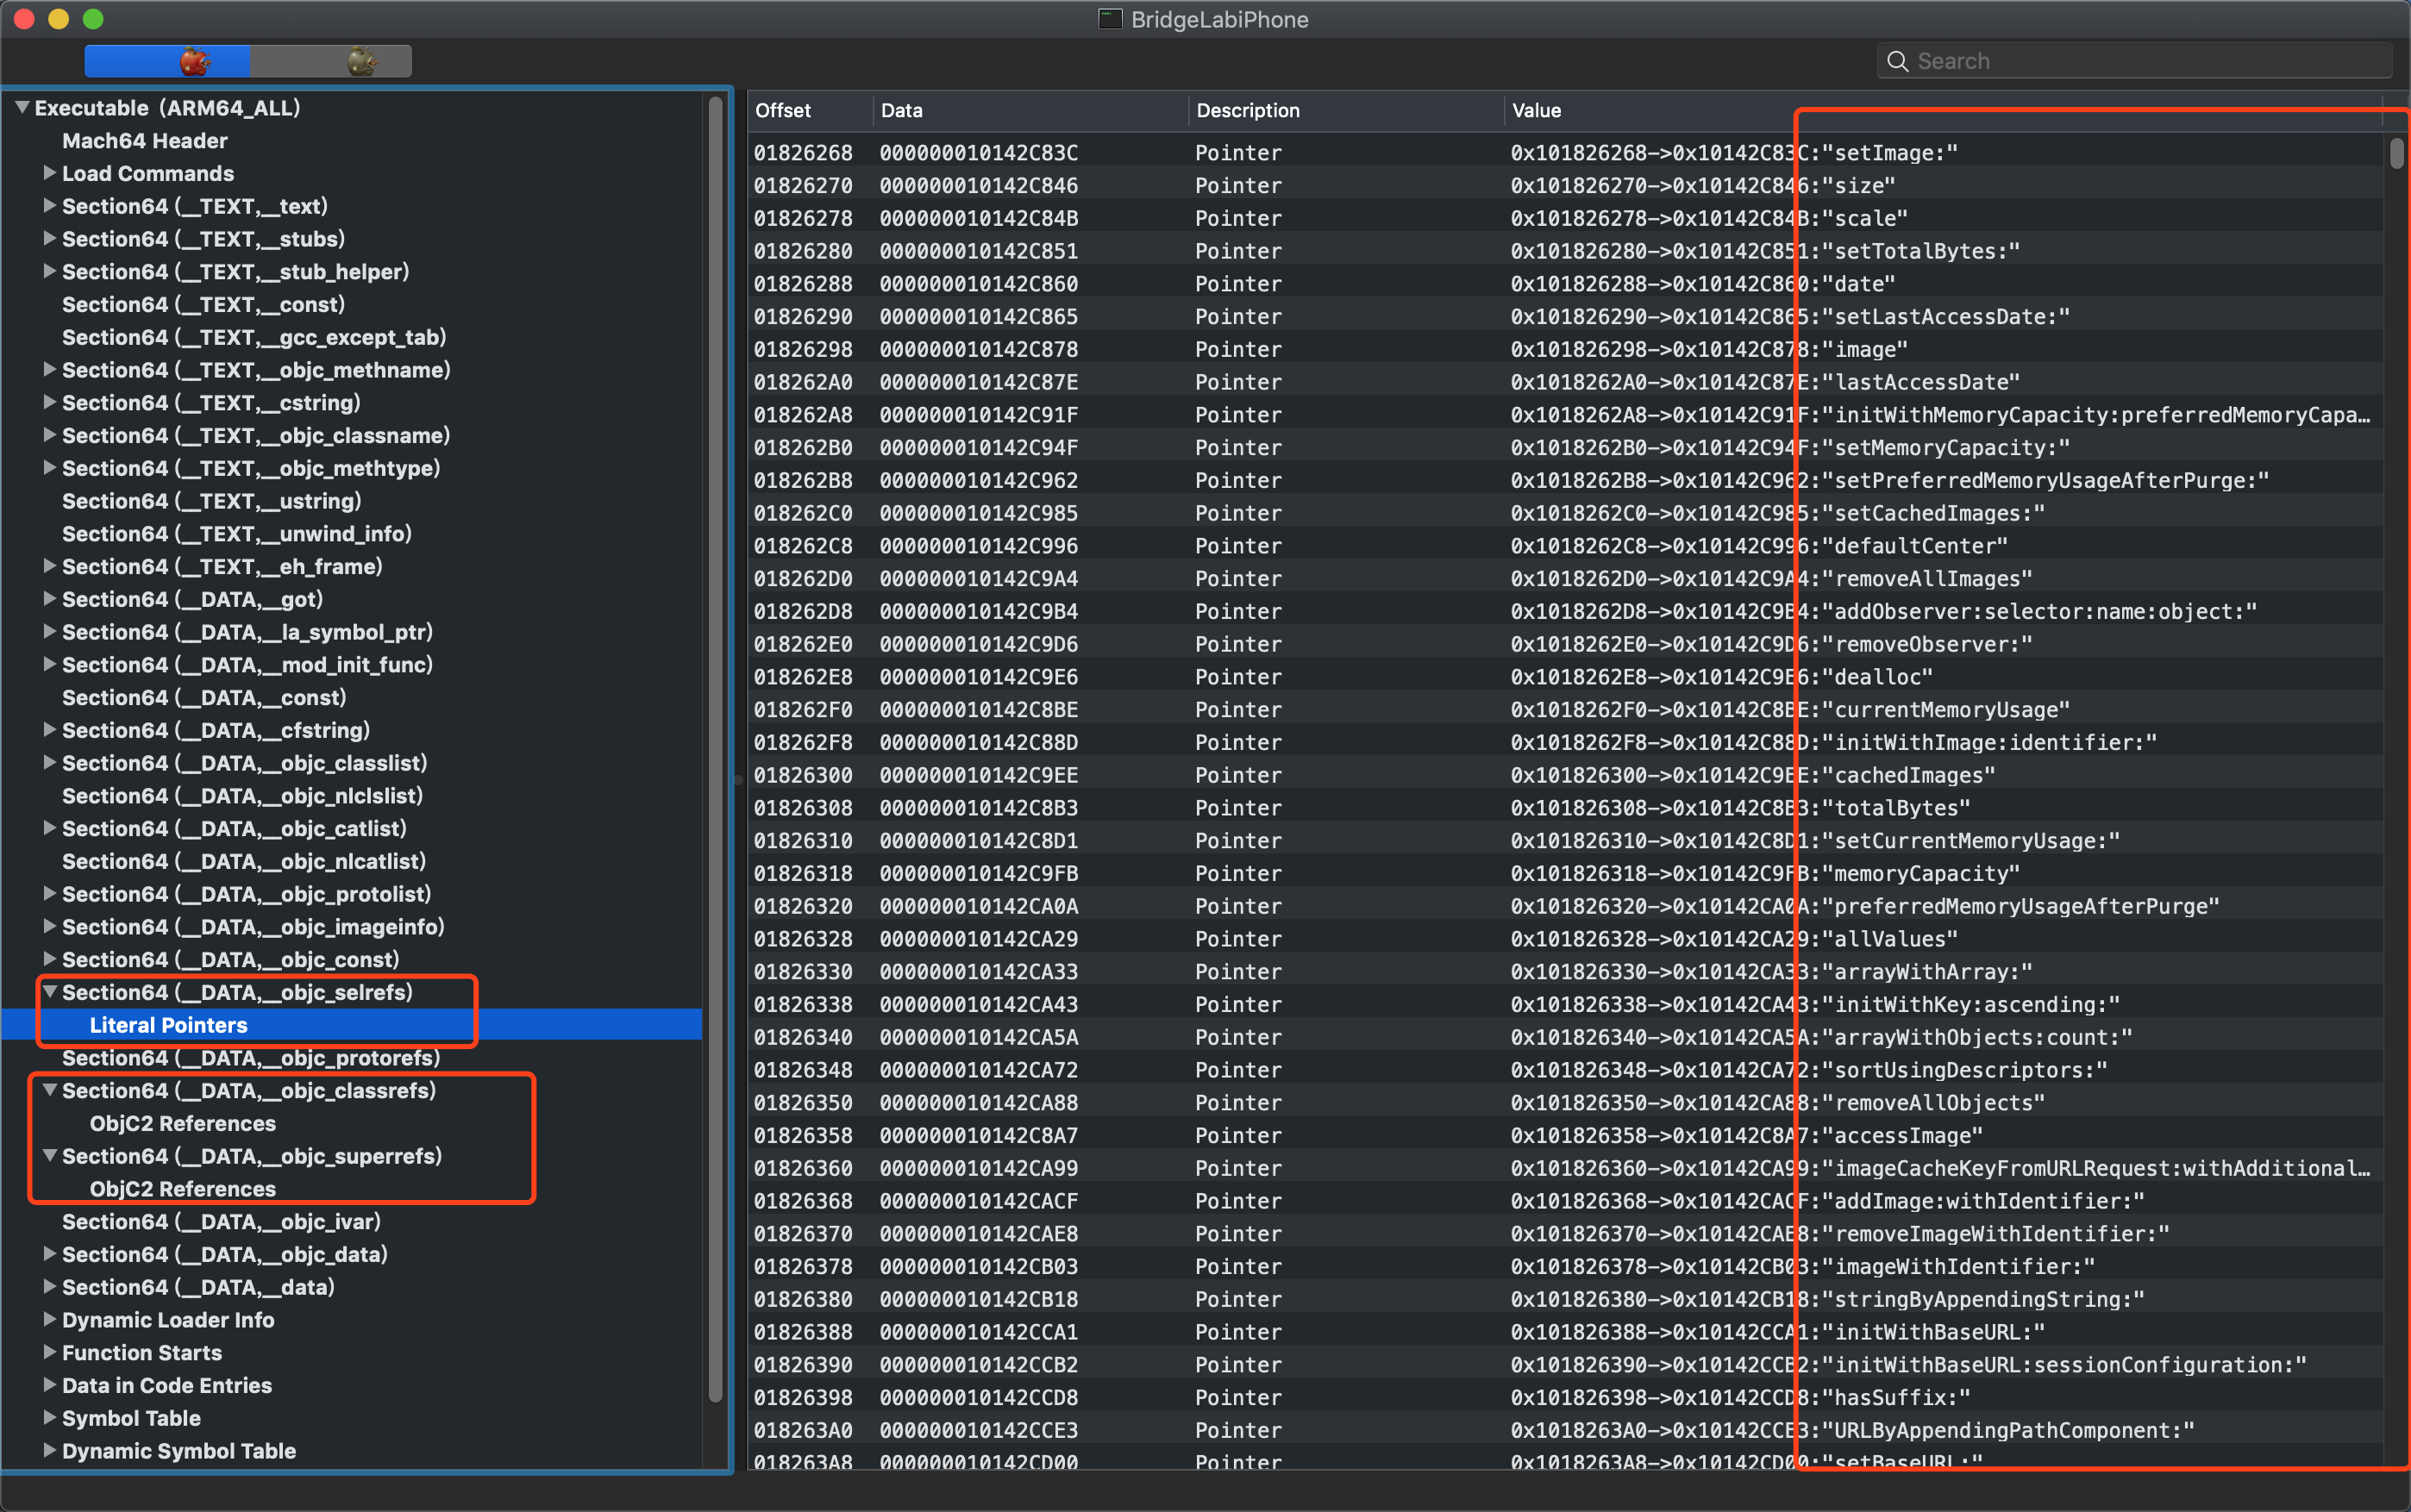 BridgeLabiPhone
Search
Executable (ARM64_ALL)
Mach64 Header
Load Commands
Section64 (__TEXT,__text)
Section64 (__TEXT,__stubs)
Section64 (__TEXT,__stub_helper)
Section64 (__TEXT,__const)
Section64 (__TEXT,__gcc_except_tab)
Section64 (__TEXT,__objc_methname)
Section64 (__TEXT,__cstring)
Section64 (__TEXT,__objc_classname)
Section64 (__TEXT,__objc_methtype)
Section64 (__TEXT,__ustring)
Section64 (__TEXT,__unwind_info)
Section64 (__TEXT,__eh_frame)
Section64 (__DATA,__got)
Section64 (__DATA,__la_symbol_ptr)
Section64 (__DATA,__mod_init_func)
Section64 (__DATA,__const)
Section64 (__DATA,__cfstring)
Section64 (__DATA,__objc_classlist)
Section64 (__DATA,__objc_nlclslist)
Section64 (__DATA,__objc_catlist)
Section64 (__DATA,__objc_nlcatlist)
Section64 (__DATA,__objc_protolist)
Section64 (__DATA,__objc_imageinfo)
Section64 (__DATA,__objc_const)
Section64 (__DATA,__objc_selrefs)
Literal Pointers
Section64 (__DATA,__objc_protorefs)
Section64 (__DATA,__objc_classrefs)
ObjC2 References
Section64 (__DATA,__objc_superrefs)
ObjC2 References
Section64 (__DATA,__objc_ivar)
Section64 (__DATA,__objc_data)
Section64 (__DATA,__data)
Dynamic Loader Info
Function Starts
Data in Code Entries
Symbol Table
Dynamic Symbol Table
Offset Data Description Value
01826268 000000010142C83C Pointer 0x101826268->0x10142C83C:"setImage:"
01826270 000000010142C846 Pointer 0x101826270->0x10142C846:"size"
01826278 000000010142C84B Pointer 0x101826278->0x10142C84B:"scale"
01826280 000000010142C851 Pointer 0x101826280->0x10142C851:"setTotalBytes:"
01826288 000000010142C860 Pointer 0x101826288->0x10142C860:"date"
01826290 000000010142C865 Pointer 0x101826290->0x10142C865:"setLastAccessDate:"
01826298 000000010142C878 Pointer 0x101826298->0x10142C878:"image"
018262A0 000000010142C87E Pointer 0x1018262A0->0x10142C87E:"lastAccessDate"
018262A8 000000010142C91F Pointer 0x1018262A8->0x10142C91F:"initWithMemoryCapacity:preferredMemoryCapa…
018262B0 000000010142C94F Pointer 0x1018262B0->0x10142C94F:"setMemoryCapacity:"
018262B8 000000010142C962 Pointer 0x1018262B8->0x10142C962:"setPreferredMemoryUsageAfterPurge:"
018262C0 000000010142C985 Pointer 0x1018262C0->0x10142C985:"setCachedImages:"
018262C8 000000010142C996 Pointer 0x1018262C8->0x10142C996:"defaultCenter"
018262D0 000000010142C9A4 Pointer 0x1018262D0->0x10142C9A4:"removeAllImages"
018262D8 000000010142C9B4 Pointer 0x1018262D8->0x10142C9B4:"addObserver:selector:name:object:"
018262E0 000000010142C9D6 Pointer 0x1018262E0->0x10142C9D6:"removeObserver:"
018262E8 000000010142C9E6 Pointer 0x1018262E8->0x10142C9E6:"dealloc"
018262F0 000000010142C8BE Pointer 0x1018262F0->0x10142C8BE:"currentMemoryUsage"
018262F8 000000010142C88D Pointer 0x1018262F8->0x10142C88D:"initWithImage:identifier:"
01826300 000000010142C9EE Pointer 0x101826300->0x10142C9EE:"cachedImages"
01826308 000000010142C8B3 Pointer 0x101826308->0x10142C8B3:"totalBytes"
01826310 000000010142C8D1 Pointer 0x101826310->0x10142C8D1:"setCurrentMemoryUsage:"
01826318 000000010142C9FB Pointer 0x101826318->0x10142C9FB:"memoryCapacity"
01826320 000000010142CA0A Pointer 0x101826320->0x10142CA0A:"preferredMemoryUsageAfterPurge"
01826328 000000010142CA29 Pointer 0x101826328->0x10142CA29:"allValues"
01826330 000000010142CA33 Pointer 0x101826330->0x10142CA33:"arrayWithArray:"
01826338 000000010142CA43 Pointer 0x101826338->0x10142CA43:"initWithKey:ascending:"
01826340 000000010142CA5A Pointer 0x101826340->0x10142CA5A:"arrayWithObjects:count:"
01826348 000000010142CA72 Pointer 0x101826348->0x10142CA72:"sortUsingDescriptors:"
01826350 000000010142CA88 Pointer 0x101826350->0x10142CA88:"removeAllObjects"
01826358 000000010142C8A7 Pointer 0x101826358->0x10142C8A7:"accessImage"
01826360 000000010142CA99 Pointer 0x101826360->0x10142CA99:"imageCacheKeyFromURLRequest:withAdditional…
01826368 000000010142CACF Pointer 0x101826368->0x10142CACF:"addImage:withIdentifier:"
01826370 000000010142CAE8 Pointer 0x101826370->0x10142CAE8:"removeImageWithIdentifier:"
01826378 000000010142CB03 Pointer 0x101826378->0x10142CB03:"imageWithIdentifier:"
01826380 000000010142CB18 Pointer 0x101826380->0x10142CB18:"stringByAppendingString:"
01826388 000000010142CCA1 Pointer 0x101826388->0x10142CCA1:"initWithBaseURL:"
01826390 000000010142CCB2 Pointer 0x101826390->0x10142CCB2:"initWithBaseURL:sessionConfiguration:"
01826398 000000010142CCD8 Pointer 0x101826398->0x10142CCD8:"hasSuffix:"
018263A0 000000010142CCE3 Pointer 0x1018263A0->0x10142CCE3:"URLByAppendingPathComponent:"
018263A8 000000010142CD00 Pointer 0x1018263A8->0x10142CD00:"setBaseURL:"